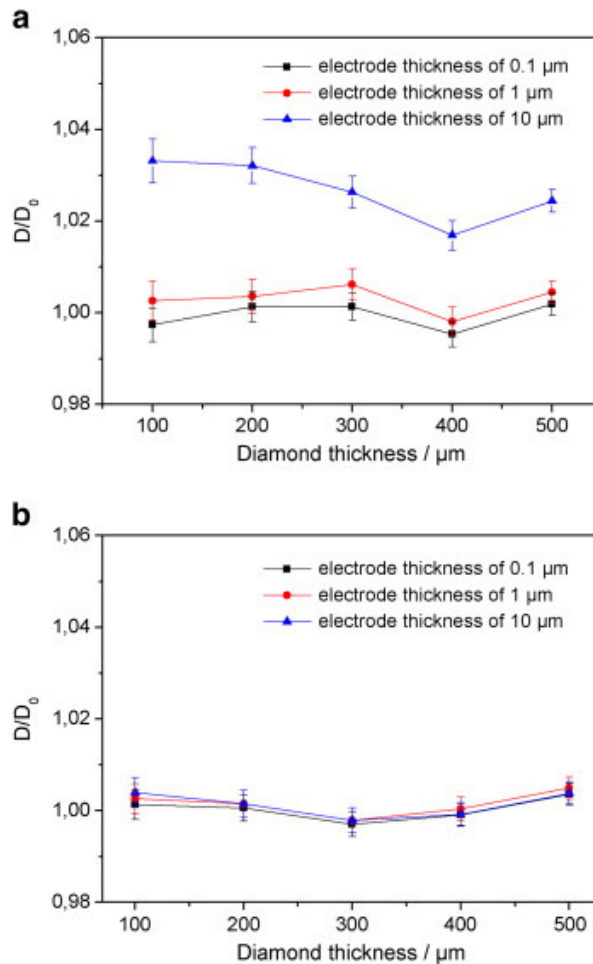 a
1,06
electrode thickness of 0.1 µm
electrode thickness of 1 µm
electrode thickness of 10 µm
1,04
1,02
D/D0
1,00
0,98
100 200 300 400 500
Diamond thickness / µm
b
1,06
electrode thickness of 0.1 µm
electrode thickness of 1 µm
electrode thickness of 10 µm
1,04
1,02
D/D0
1,00
0,98
100 200 300 400 500
Diamond thickness / µm